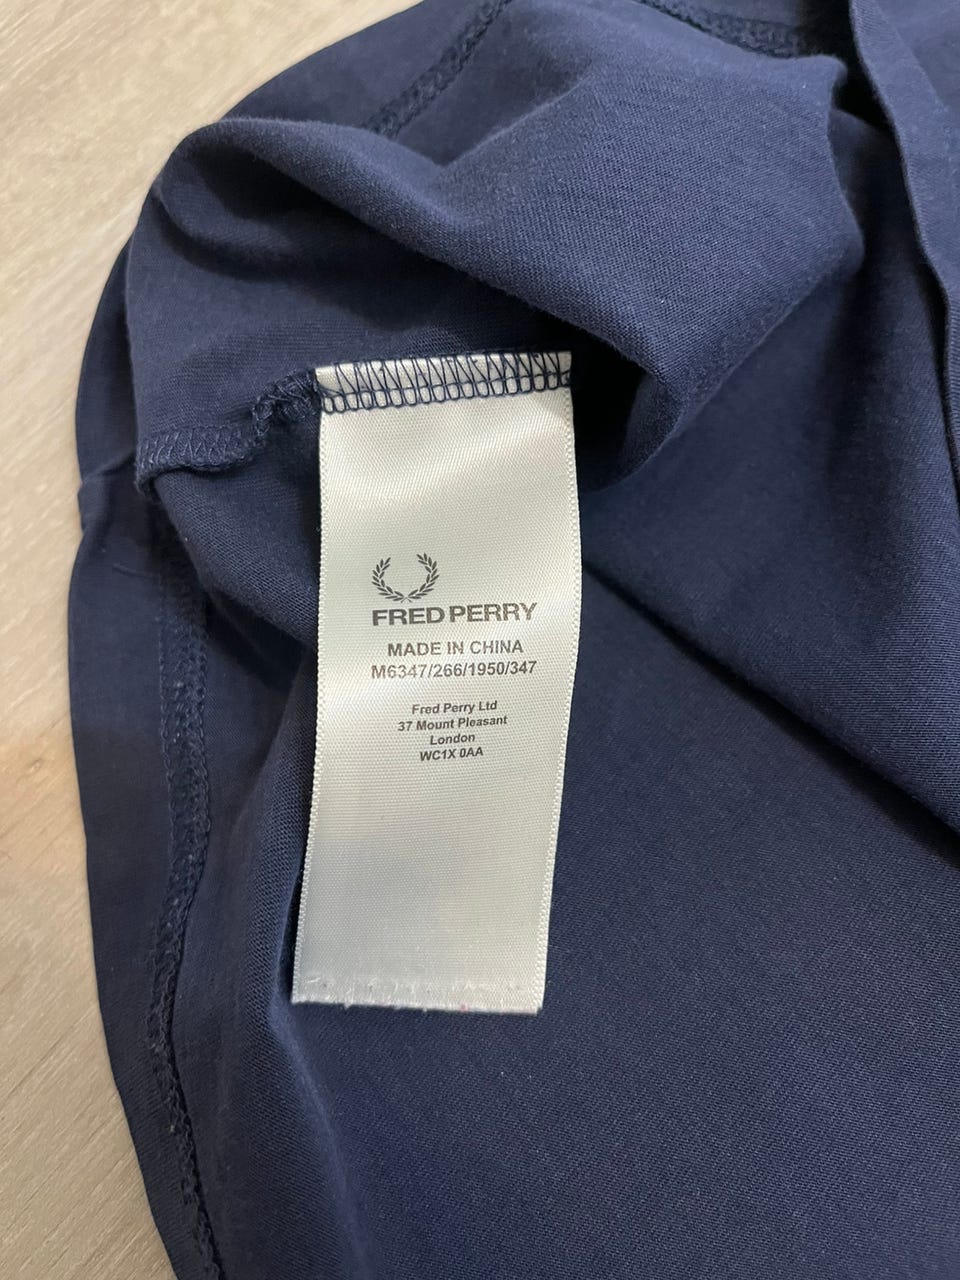 FRED PERRY
MADE IN CHINA
M6347/266/1950/347
Fred Perry Ltd
37 Mount Pleasant
London
WC1X 0AA